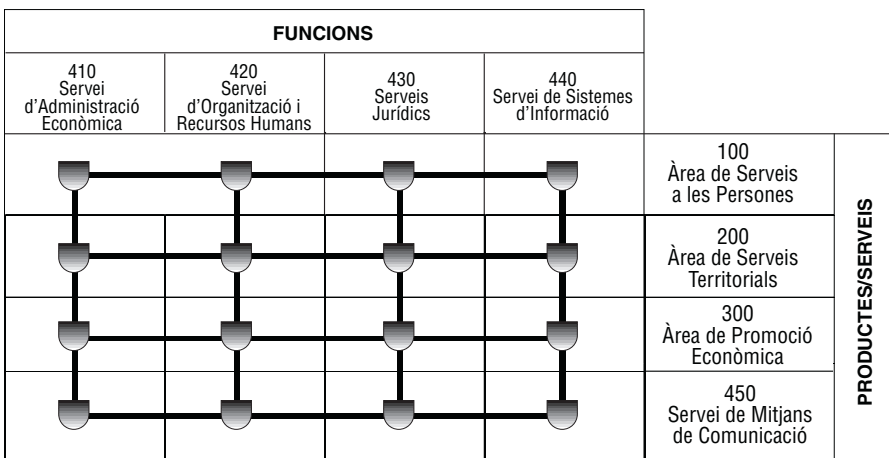 FUNCIONS
410
Servei
d'Administració
Econòmica
420
Servei
d'Organització i
Recursos Humans
430
Serveis
Jurídics
440
Servei de Sistemes
d'Informació
100
Àrea de Serveis
a les Persones
200
Àrea de Serveis
Territorials
300
Àrea de Promoció
Econòmica
450
Servei de Mitjans
de Comunicació
PRODUCTES/SERVEIS